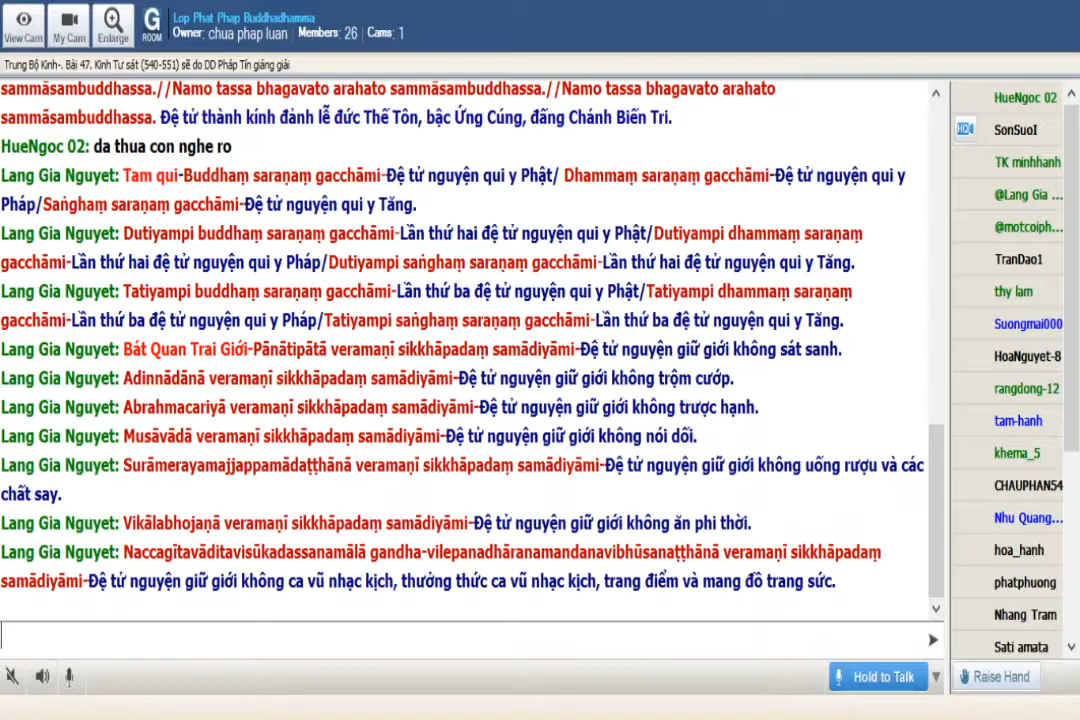 Lop Phat Phap Buddhadhamma
View Cam My Cam Enlarge G ROOM Owner: chua phap luan | Members: 26 | Cams: 1
Trung Bộ Kinh-. Bài 47. Kinh Tư sát (540-551) sẽ do DD Pháp Tín giảng giải
sammāsambuddhassa.//Namo tassa bhagavato arahato sammāsambuddhassa.//Namo tassa bhagavato arahato
sammāsambuddhassa. Đệ tử thành kính đảnh lễ đức Thế Tôn, bậc Ứng Cúng, đấng Chánh Biến Tri.
HueNgoc 02: da thua con nghe ro
Lang Gia Nguyet: Tam qui-Buddhaṃ saraṇaṃ gacchāmi-Đệ tử nguyện qui y Phật/ Dhammaṃ saraṇaṃ gacchāmi-Đệ tử nguyện qui y
Pháp/Saṅghaṃ saraṇaṃ gacchāmi-Đệ tử nguyện qui y Tăng.
Lang Gia Nguyet: Dutiyampi buddhaṃ saraṇaṃ gacchāmi-Lần thứ hai đệ tử nguyện qui y Phật/Dutiyampi dhammaṃ saraṇaṃ
gacchāmi-Lần thứ hai đệ tử nguyện qui y Pháp/Dutiyampi saṅghaṃ saraṇaṃ gacchāmi-Lần thứ hai đệ tử nguyện qui y Tăng.
Lang Gia Nguyet: Tatiyampi buddhaṃ saraṇaṃ gacchāmi-Lần thứ ba đệ tử nguyện qui y Phật/Tatiyampi dhammaṃ saraṇaṃ
gacchāmi-Lần thứ ba đệ tử nguyện qui y Pháp/Tatiyampi saṅghaṃ saraṇaṃ gacchāmi-Lần thứ ba đệ tử nguyện qui y Tăng.
Lang Gia Nguyet: Bát Quan Trai Giới-Pānātipātā veramaṇi sikkhāpadaṃ samādiyāmi-Đệ tử nguyện giữ giới không sát sanh.
Lang Gia Nguyet: Adinnādānā veramaṇī sikkhāpadaṃ samādiyāmi-Đệ tử nguyện giữ giới không trộm cướp.
Lang Gia Nguyet: Abrahmacariyā veramaṇi sikkhāpadaṃ samādiyāmi-Đệ tử nguyện giữ giới không trược hạnh.
Lang Gia Nguyet: Musāvādā veramaṇi sikkhāpadaṃ samādiyāmi-Đệ tử nguyện giữ giới không nói dối.
Lang Gia Nguyet: Surāmerayamajjappamādaṭṭhānā veramaṇi sikkhāpadaṃ samādiyāmi-Đệ tử nguyện giữ giới không uống rượu và các
chất say.
Lang Gia Nguyet: Vikālabhojaṇā veramaṇi sikkhāpadaṃ samādiyāmi-Đệ tử nguyện giữ giới không ăn phi thời.
Lang Gia Nguyet: Naccagītavāditavisūkadassanamālā gandha-vilepanadhāranamandanavibhūsanaṭṭhānā veramaṇi sikkhāpadaṃ
samādiyāmi-Đệ tử nguyện giữ giới không ca vũ nhạc kịch, thưởng thức ca vũ nhạc kịch, trang điểm và mang đồ trang sức.
HueNgoc 02
HD
SonSuoI
TK minhhanh
@Lang Gia ...
@motcoiph...
TranDao1
thy lam
Suongmai000
HoaNguyet-8
rangdong-12
tam-hanh
khema_5
CHAUPHAN54
Nhu Quang...
hoa_hanh
phatphuong
Nhang Tram
Sati amata
Hold to Talk
Raise Hand